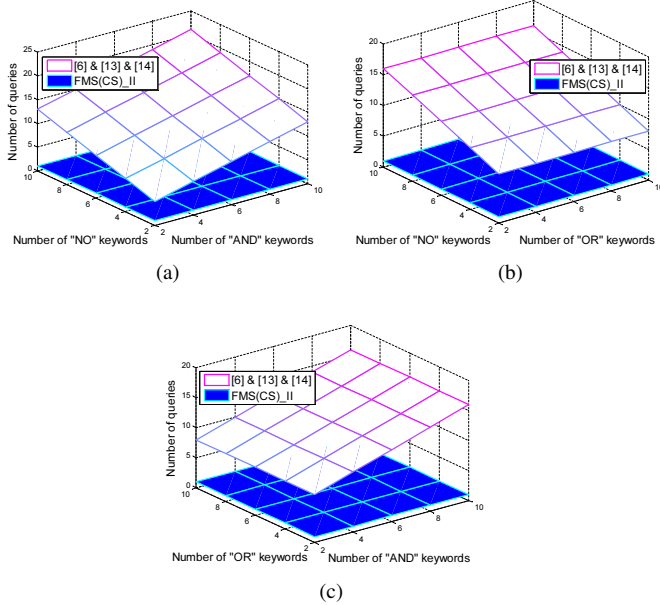 25
20
15
10
5
0
Number of queries
[6] & [13] & [14]
FMS(CS)_II
10
8
6
4
2
Number of "NO" keywords
2
4
6
8
10
Number of "AND" keywords
(a)
20
15
10
5
0
Number of queries
[6] & [13] & [14]
FMS(CS)_II
10
8
6
4
2
Number of "NO" keywords
2
4
6
8
10
Number of "OR" keywords
(b)
20
15
10
5
0
Number of queries
[6] & [13] & [14]
FMS(CS)_II
10
8
6
4
2
Number of "OR" keywords
2
4
6
8
10
Number of "AND" keywords
(c)